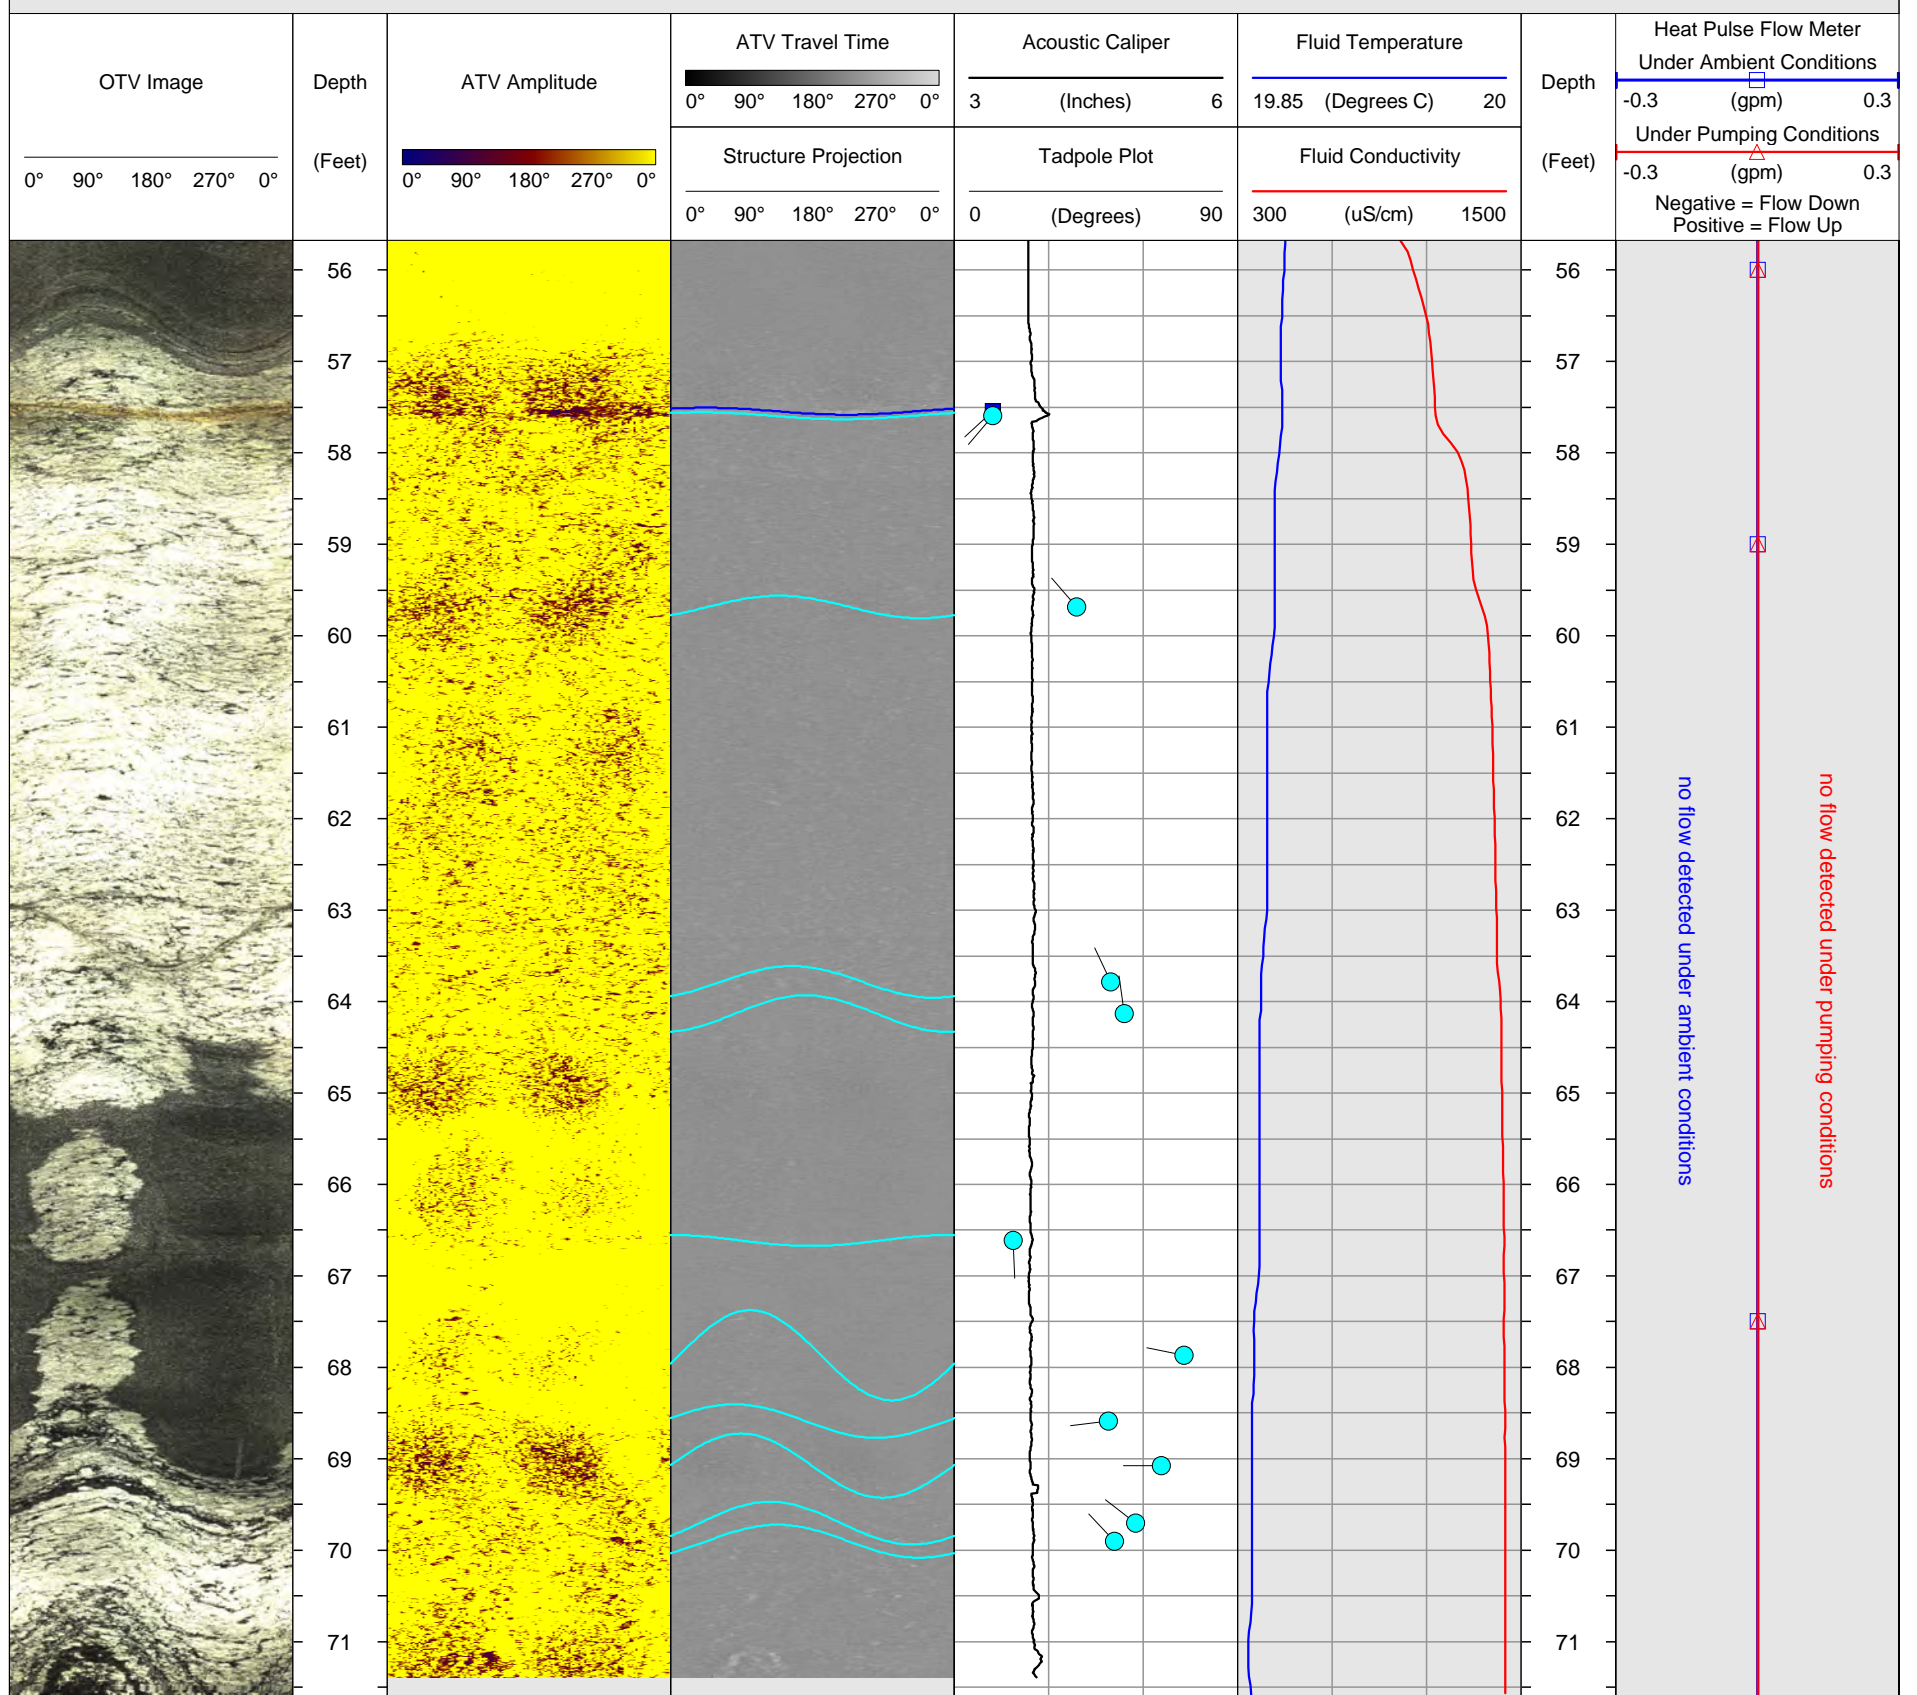 OTV Image
0° 90° 180° 270° 0°
Depth
(Feet)
ATV Amplitude
0° 90° 180° 270° 0°
ATV Travel Time
0° 90° 180° 270° 0°
Structure Projection
0° 90° 180° 270° 0°
Acoustic Caliper
3 (Inches) 6
Tadpole Plot
0 (Degrees) 90
Fluid Temperature
19.85 (Degrees C) 20
Fluid Conductivity
300 (uS/cm) 1500
Depth
(Feet)
Heat Pulse Flow Meter
Under Ambient Conditions
-0.3 (gpm) 0.3
Under Pumping Conditions
-0.3 (gpm) 0.3
Negative = Flow Down
Positive = Flow Up
56 56
57 57
58 58
59 59
60 60
61 61
62 62
63 63
64 64
65 65
66 66
67 67
68 68
69 69
70 70
71 71
no flow detected under ambient conditions
no flow detected under pumping conditions